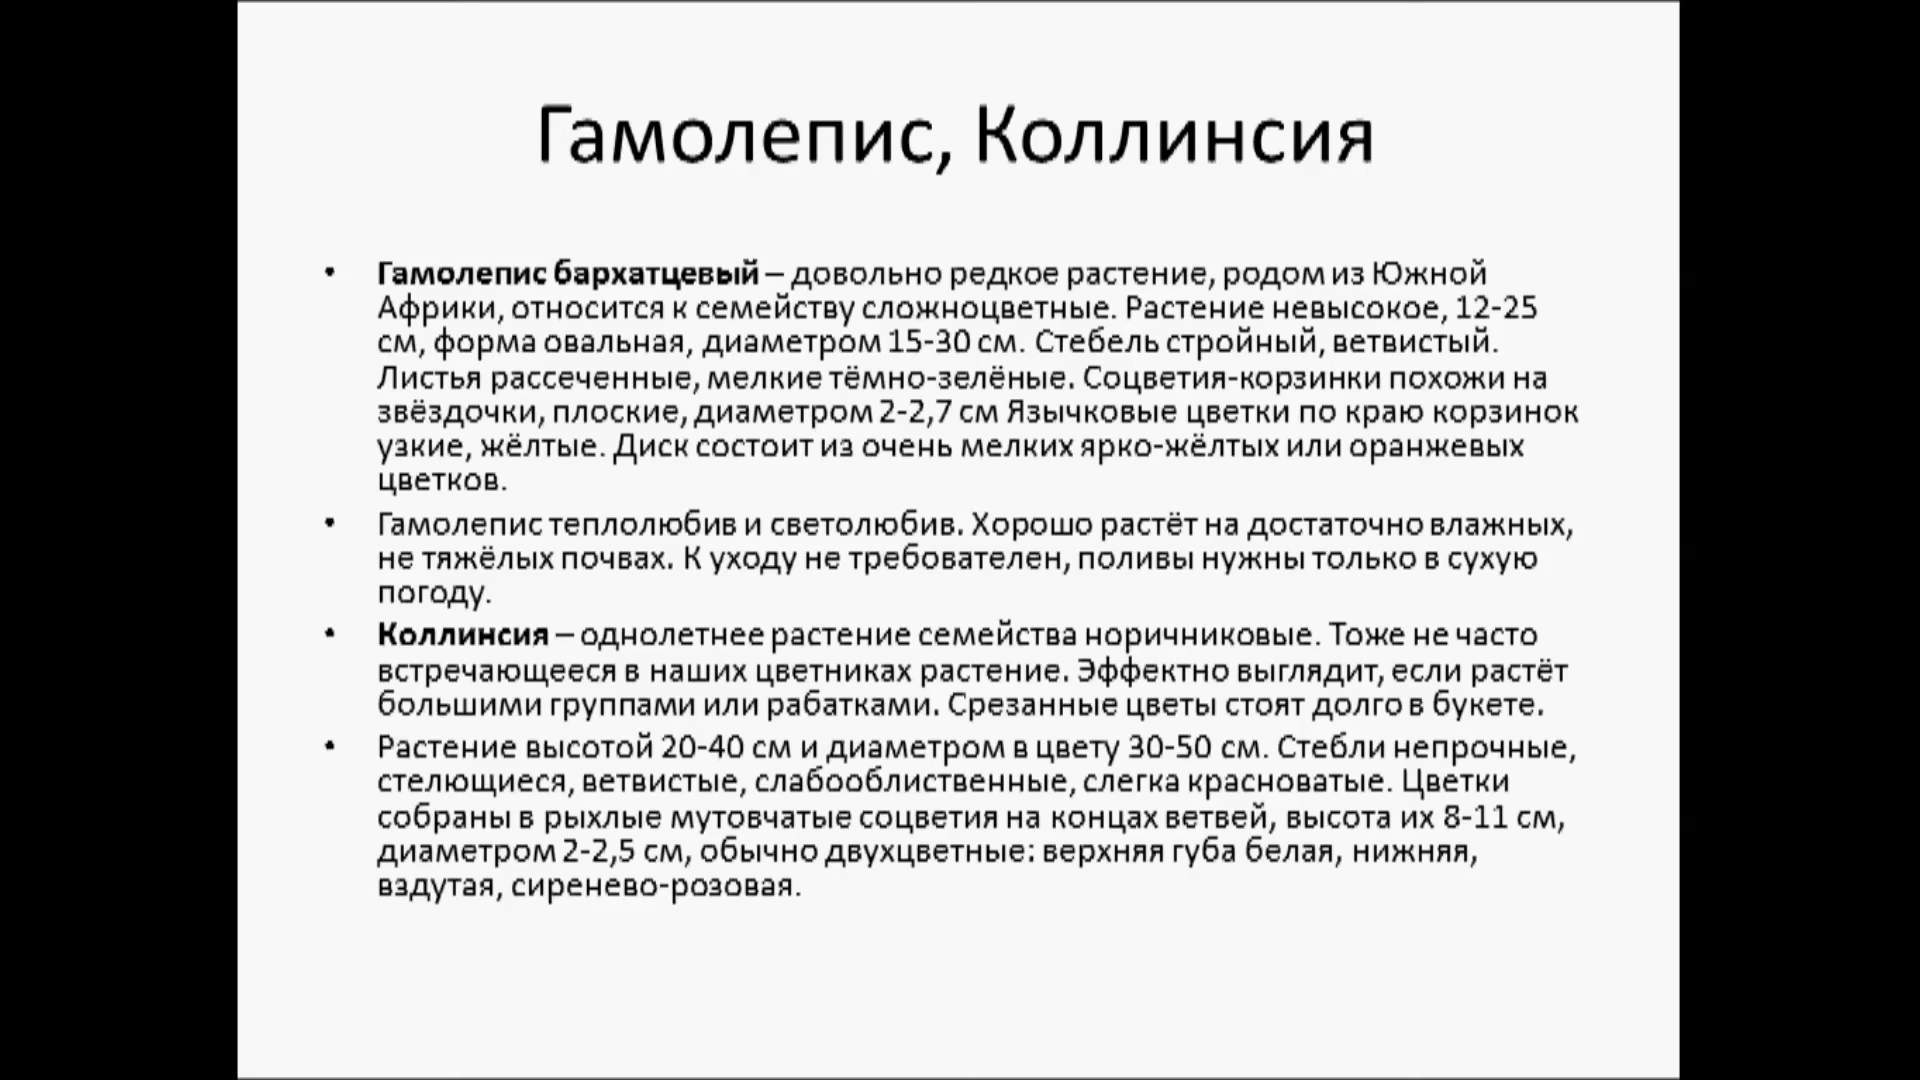 Гамолепис, Коллинсия
• Гамолепис бархатцевый – довольно редкое растение, родом из Южной
Африки, относится к семейству сложноцветные. Растение невысокое, 12-25
см, форма овальная, диаметром 15-30 см. Стебель стройный, ветвистый.
Листья рассеченные, мелкие тёмно-зелёные. Соцветия-корзинки похожи на
звёздочки, плоские, диаметром 2-2,7 см Язычковые цветки по краю корзинок
узкие, жёлтые. Диск состоит из очень мелких ярко-жёлтых или оранжевых
цветков.
• Гамолепис теплолюбив и светолюбив. Хорошо растёт на достаточно влажных,
не тяжёлых почвах. К уходу не требователен, поливы нужны только в сухую
погоду.
• Коллинсия – однолетнее растение семейства норичниковые. Тоже не часто
встречающееся в наших цветниках растение. Эффектно выглядит, если растёт
большими группами или рабатками. Срезанные цветы стоят долго в букете.
• Растение высотой 20-40 см и диаметром в цвету 30-50 см. Стебли непрочные,
стелющиеся, ветвистые, слабооблиственные, слегка красноватые. Цветки
собраны в рыхлые мутовчатые соцветия на концах ветвей, высота их 8-11 см,
диаметром 2-2,5 см, обычно двухцветные: верхняя губа белая, нижняя,
вздутая, сиренево-розовая.